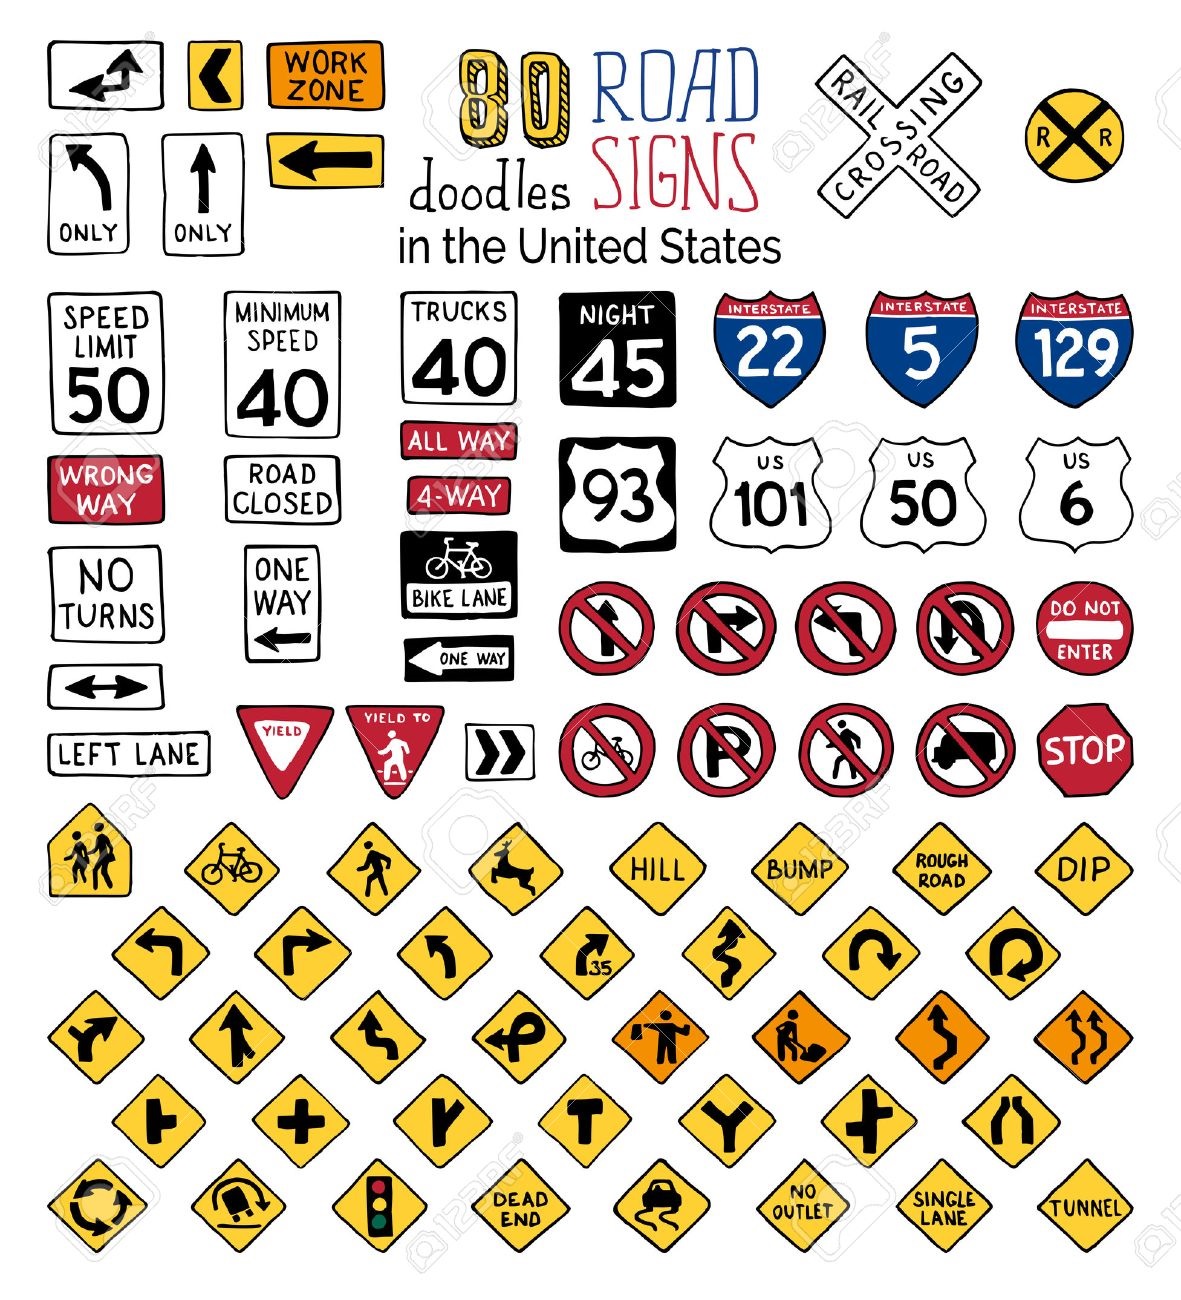 WORK
ZONE
ONLY
ONLY
80 ROAD
doodles SIGNS
in the United States
RAIL
ROAD
CROSSING
R R
SPEED
LIMIT
50
MINIMUM
SPEED
40
TRUCKS
40
NIGHT
45
INTERSTATE
22
INTERSTATE
5
INTERSTATE
129
WRONG
WAY
ROAD
CLOSED
ALL WAY
4-WAY
93
US
101
US
50
US
6
NO
TURNS
ONE
WAY
BIKE LANE
ONE WAY
DO NOT
ENTER
LEFT LANE
YIELD
YIELD TO
P
STOP
HILL
BUMP
ROUGH
ROAD
DIP
35
DEAD
END
NO
OUTLET
SINGLE
LANE
TUNNEL
123RF